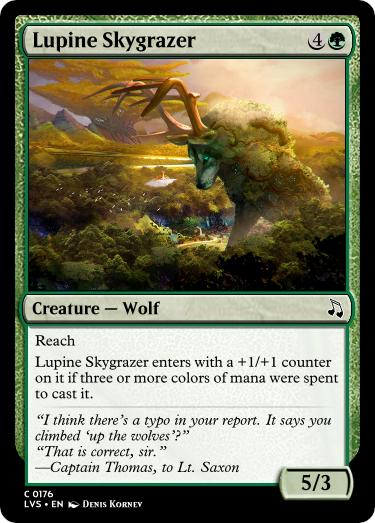 Lupine Skygrazer 4
Creature — Wolf
Reach
Lupine Skygrazer enters with a +1/+1 counter
on it if three or more colors of mana were spent
to cast it.
“I think there’s a typo in your report. It says you
climbed ‘up the wolves’?”
“That is correct, sir.”
—Captain Thomas, to Lt. Saxon
5/3
C 0176
LVS • EN Denis Kornev